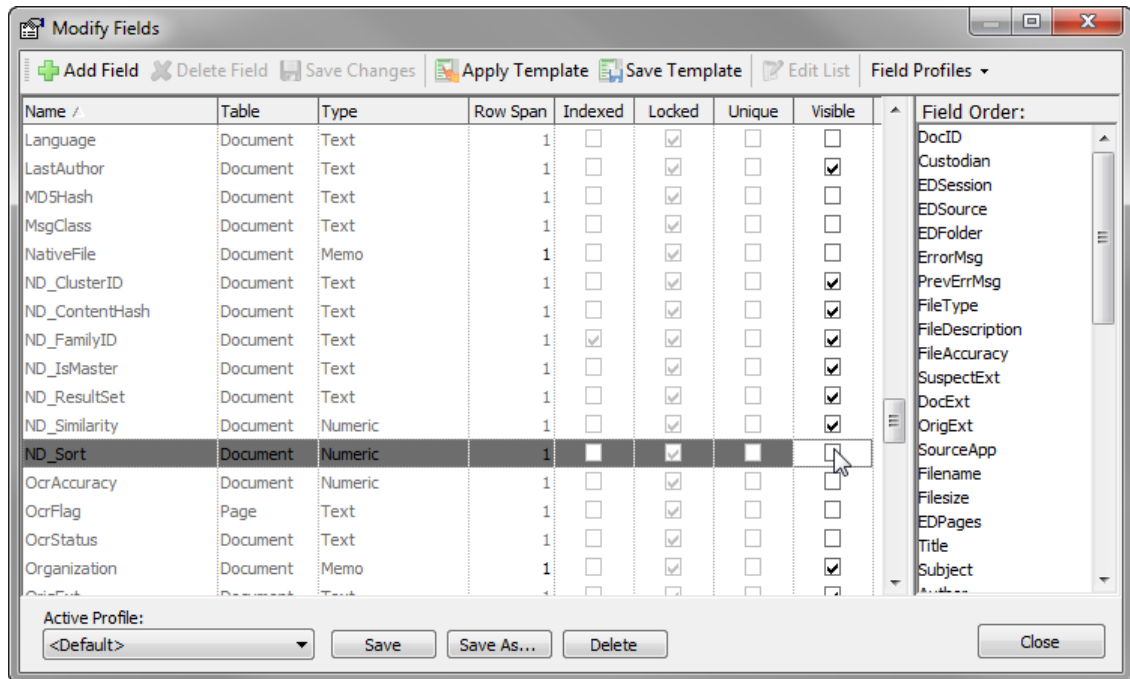 Modify Fields
Add Field Delete Field Save Changes Apply Template Save Template Edit List Field Profiles
Name Table Type Row Span Indexed Locked Unique Visible
Language Document Text 1
LastAuthor Document Text 1
MD5Hash Document Text 1
MsgClass Document Text 1
NativeFile Document Memo 1
ND_ClusterID Document Text 1
ND_ContentHash Document Text 1
ND_FamilyID Document Text 1
ND_IsMaster Document Text 1
ND_ResultSet Document Text 1
ND_Similarity Document Numeric 1
ND_Sort Document Numeric 1
OcrAccuracy Document Numeric 1
OcrFlag Page Text 1
OcrStatus Document Text 1
Organization Document Memo 1
Field Order:
DocID
Custodian
EDSession
EDSource
EDFolder
ErrorMsg
PrevErrMsg
FileType
FileDescription
FileAccuracy
SuspectExt
DocExt
OrigExt
SourceApp
Filename
Filesize
EDPages
Title
Subject
Active Profile:
<Default> Save Save As... Delete Close